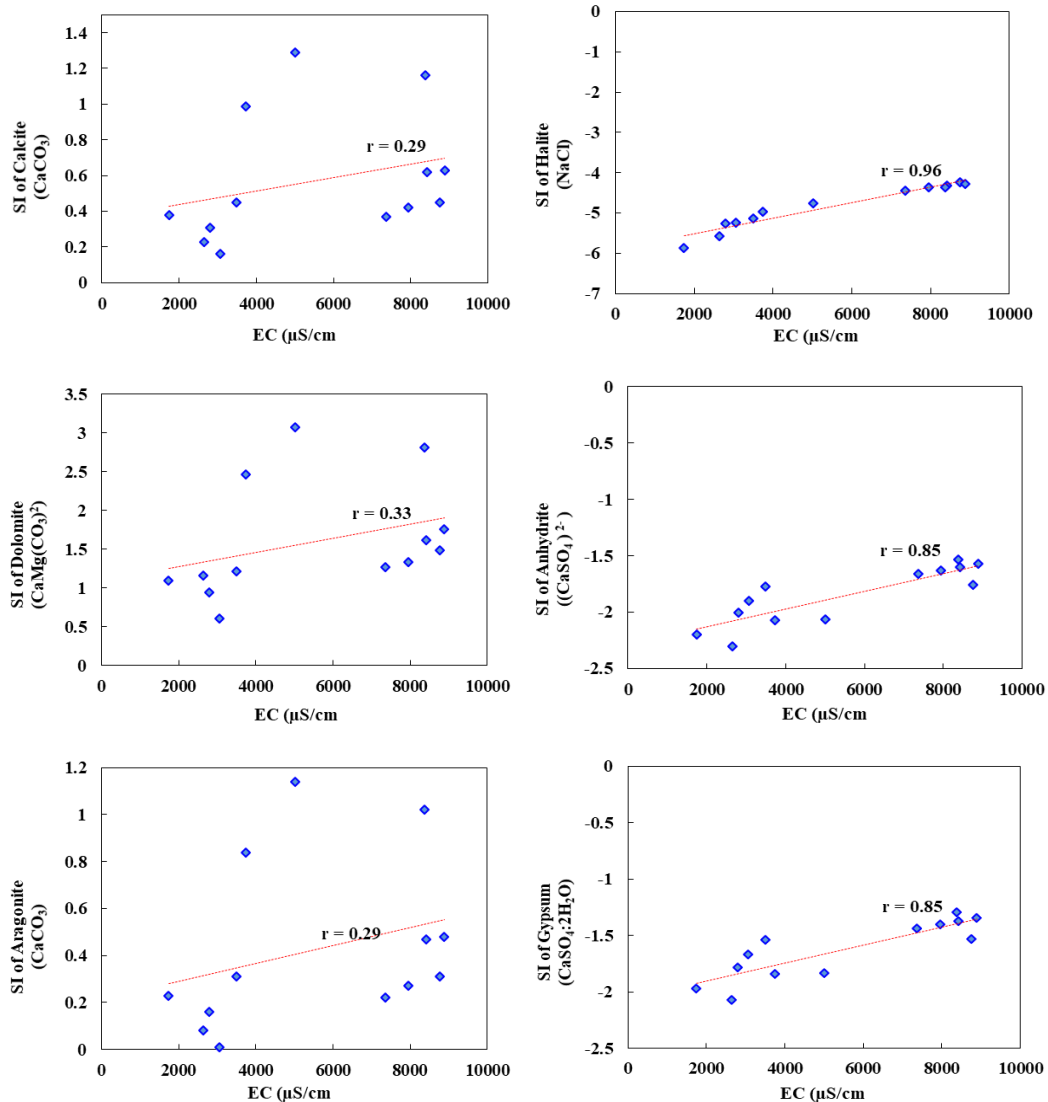 SI of Calcite
(CaCO₃)
1.4
1.2
1
0.8
0.6
0.4
0.2
0
r = 0.29
0 2000 4000 6000 8000 10000
EC (µS/cm
SI of Halite
(NaCl)
0
-1
-2
-3
-4
-5
-6
-7
r = 0.96
0 2000 4000 6000 8000 10000
EC (µS/cm
SI of Dolomite
(CaMg(CO₃)²)
3.5
3
2.5
2
1.5
1
0.5
0
r = 0.33
0 2000 4000 6000 8000 10000
EC (µS/cm
SI of Anhydrite
((CaSO₄) ²⁻ )
0
-0.5
-1
-1.5
-2
-2.5
r = 0.85
0 2000 4000 6000 8000 10000
EC (µS/cm
SI of Aragonite
(CaCO₃)
1.2
1
0.8
0.6
0.4
0.2
0
r = 0.29
0 2000 4000 6000 8000 10000
EC (µS/cm
SI of Gypsum
(CaSO₄:2H₂O)
0
-0.5
-1
-1.5
-2
-2.5
r = 0.85
0 2000 4000 6000 8000 10000
EC (µS/cm